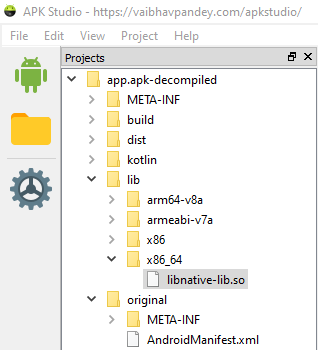 APK Studio - https://vaibhavpandey.com/apkstudio/
File Edit View Project Help
Projects
app.apk-decompiled
META-INF
build
dist
kotlin
lib
arm64-v8a
armeabi-v7a
x86
x86_64
libnative-lib.so
original
META-INF
AndroidManifest.xml